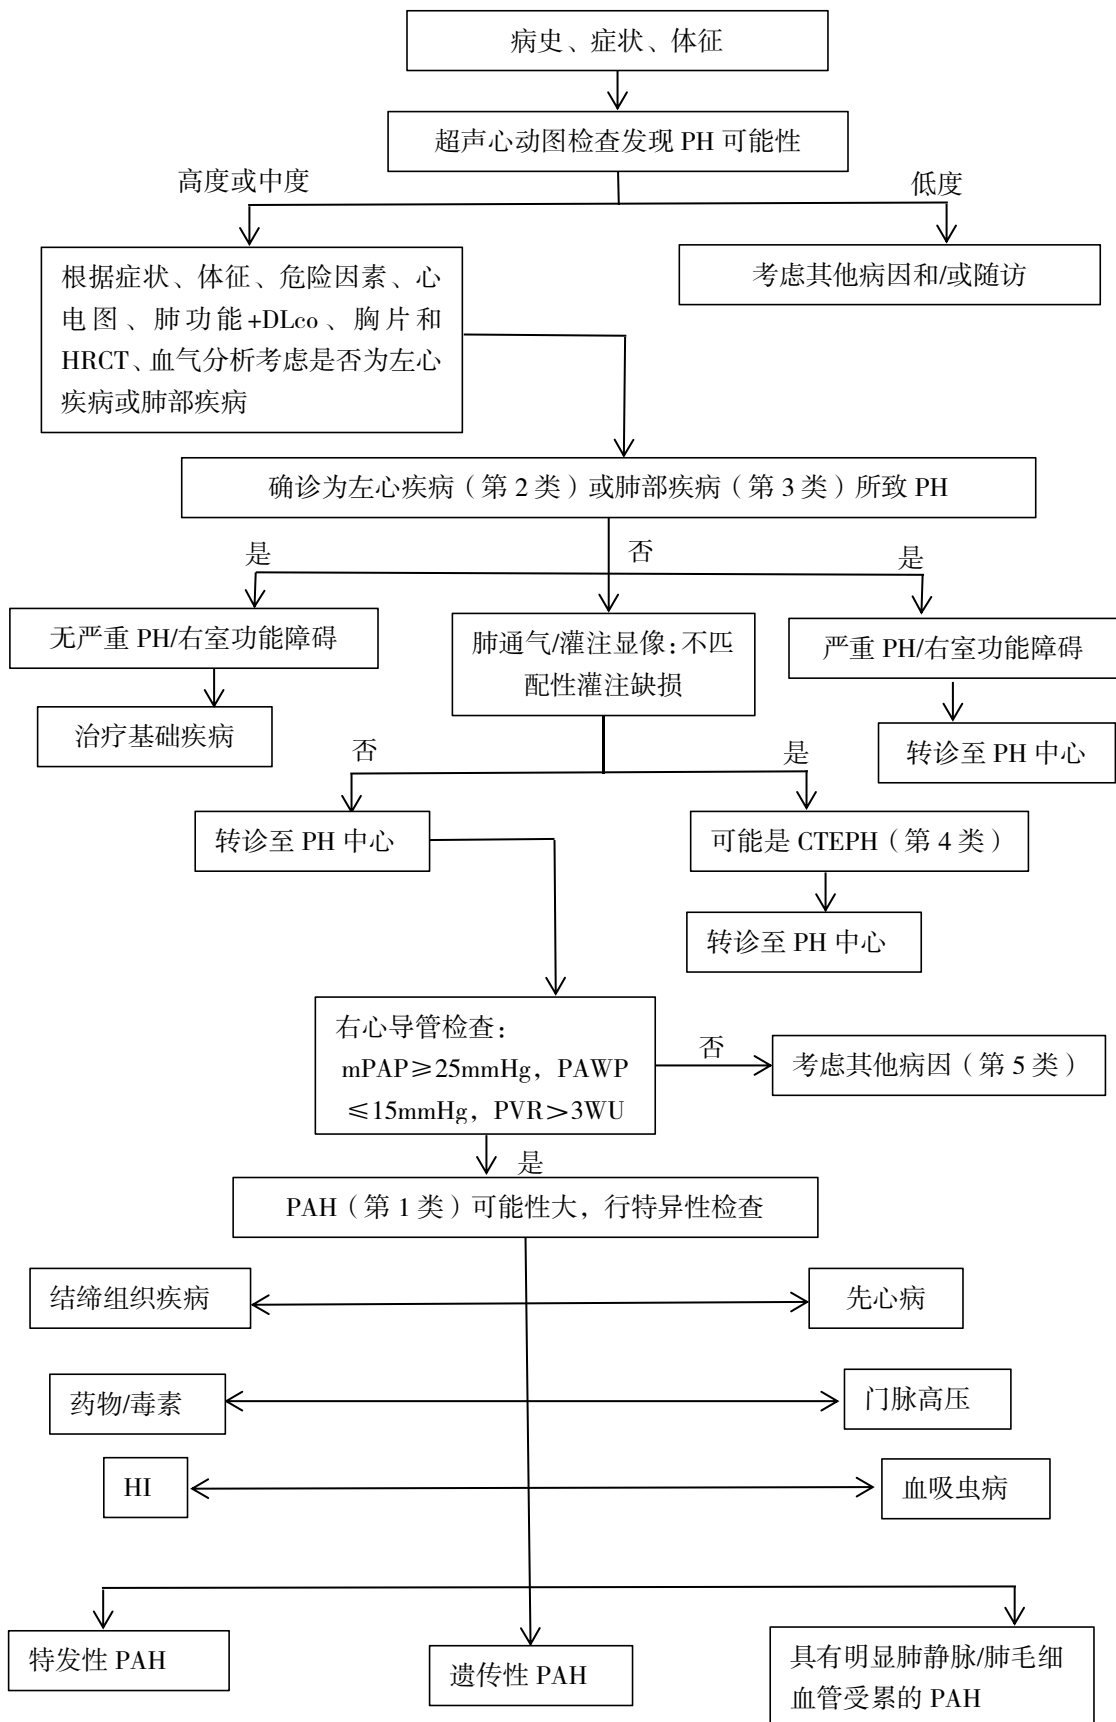 病史、症状、体征
超声心动图检查发现 PH 可能性
高度或中度
低度
根据症状、体征、危险因素、心
电图、肺功能+DLco、胸片和
HRCT、血气分析考虑是否为左心
疾病或肺部疾病
考虑其他病因和/或随访
确诊为左心疾病（第 2 类）或肺部疾病（第 3 类）所致 PH
是
否
是
无严重 PH/右室功能障碍
肺通气/灌注显像：不匹
配性灌注缺损
严重 PH/右室功能障碍
治疗基础疾病
转诊至 PH 中心
否
是
转诊至 PH 中心
可能是 CTEPH（第 4 类）
转诊至 PH 中心
右心导管检查：
mPAP≥25mmHg，PAWP
≤15mmHg，PVR＞3WU
否
考虑其他病因（第 5 类）
是
PAH（第 1 类）可能性大，行特异性检查
结缔组织疾病
先心病
药物/毒素
门脉高压
HI
血吸虫病
特发性 PAH
遗传性 PAH
具有明显肺静脉/肺毛细
血管受累的 PAH